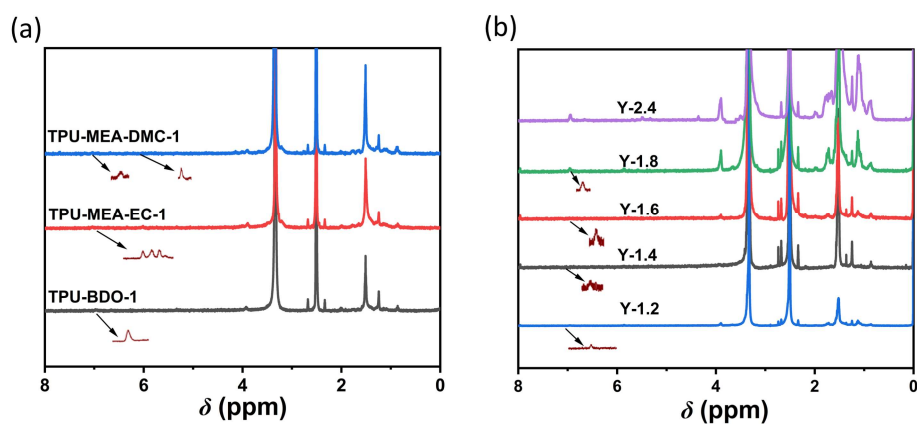 (a)
TPU-MEA-DMC-1
TPU-MEA-EC-1
TPU-BDO-1
8 6 4 2 0
δ (ppm)
(b)
Y-2.4
Y-1.8
Y-1.6
Y-1.4
Y-1.2
8 6 4 2 0
δ (ppm)